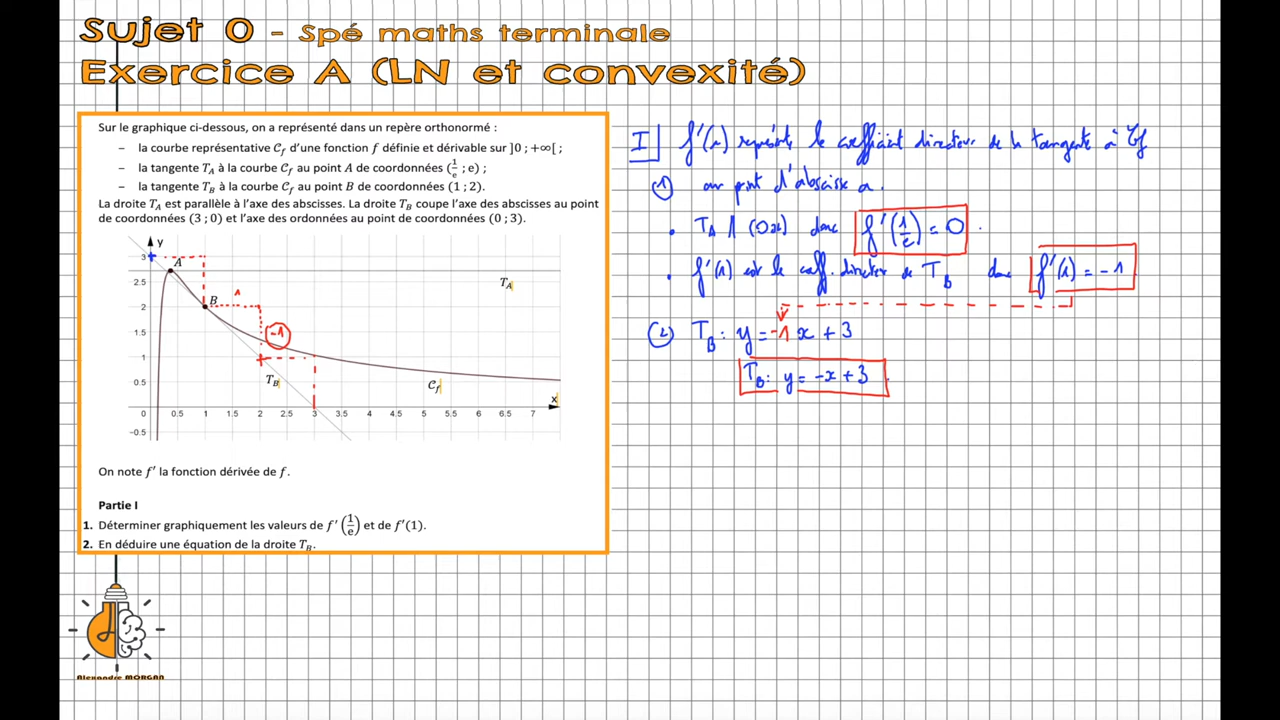 Sujet 0 - Spé maths terminale
Exercice A (LN et convexité)
Sur le graphique ci-dessous, on a représenté dans un repère orthonormé :
– la courbe représentative 𝒞f d'une fonction f définie et dérivable sur ]0 ; +∞[ ;
– la tangente TA à la courbe 𝒞f au point A de coordonnées (1/e ; e) ;
– la tangente TB à la courbe 𝒞f au point B de coordonnées (1 ; 2).
La droite TA est parallèle à l'axe des abscisses. La droite TB coupe l'axe des abscisses au point
de coordonnées (3 ; 0) et l'axe des ordonnées au point de coordonnées (0 ; 3).
y
3
A
TA
2.5
B
2
1
1.5
-1
1
TB
0.5
𝒞f
x
0 0.5 1 1.5 2 2.5 3 3.5 4 4.5 5 5.5 6 6.5 7
−0.5
On note f′ la fonction dérivée de f.
Partie I
1. Déterminer graphiquement les valeurs de f′(1/e) et de f′(1).
2. En déduire une équation de la droite TB.
Alexandre MORGAN
I f'(a) représente le coefficient directeur de la tangente à 𝒞f
① au point d'abscisse a.
• TA // (Ox) donc f'(1/e) = 0.
• f'(1) est le coeff. directeur de TB donc f'(1) = -1
② TB : y = -1 x + 3
TB : y = -x + 3.